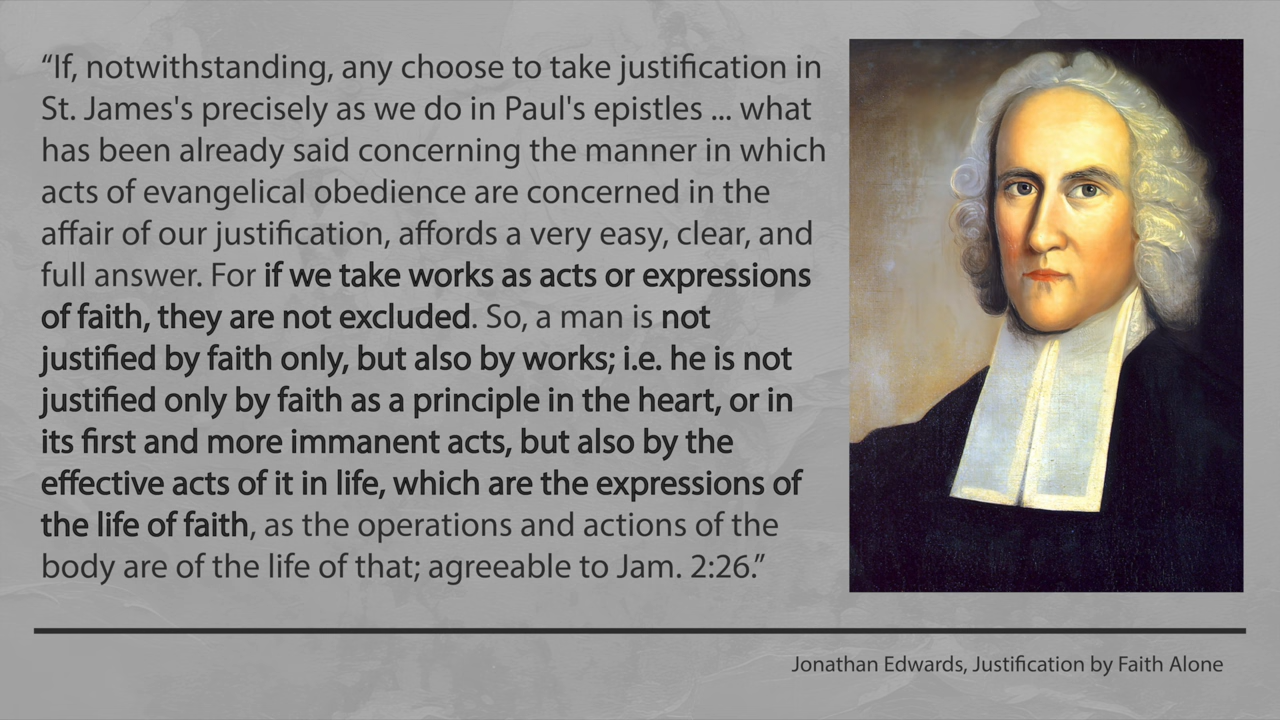 “If, notwithstanding, any choose to take justification in
St. James's precisely as we do in Paul's epistles ... what
has been already said concerning the manner in which
acts of evangelical obedience are concerned in the
affair of our justification, affords a very easy, clear, and
full answer. For if we take works as acts or expressions
of faith, they are not excluded. So, a man is not
justified by faith only, but also by works; i.e. he is not
justified only by faith as a principle in the heart, or in
its first and more immanent acts, but also by the
effective acts of it in life, which are the expressions of
the life of faith, as the operations and actions of the
body are of the life of that; agreeable to Jam. 2:26.”
Jonathan Edwards, Justification by Faith Alone